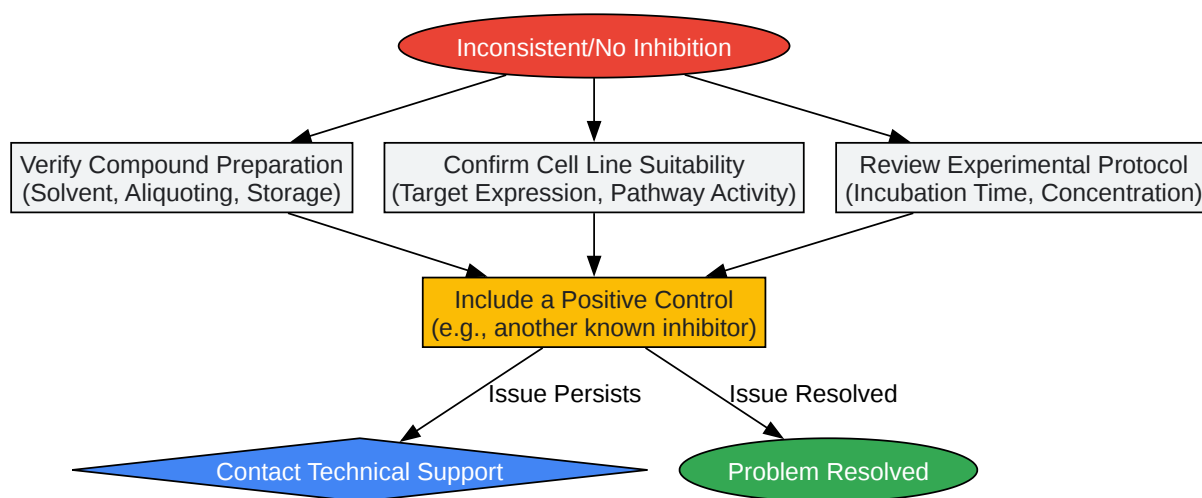 Inconsistent/No Inhibition
Verify Compound Preparation
(Solvent, Aliquoting, Storage)
Confirm Cell Line Suitability
(Target Expression, Pathway Activity)
Review Experimental Protocol
(Incubation Time, Concentration)
Include a Positive Control
(e.g., another known inhibitor)
Issue Persists
Issue Resolved
Contact Technical Support
Problem Resolved